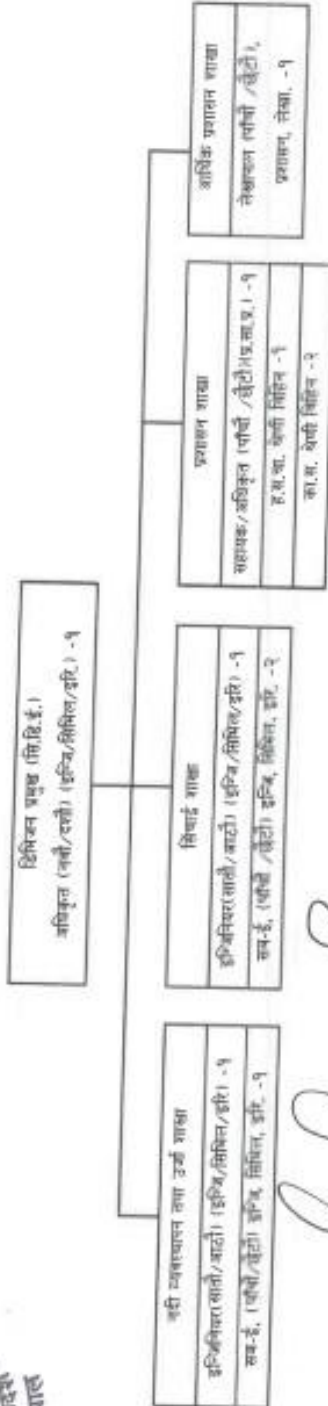 डिभिजन प्रमुख (सि.डि.ई.)
अधिकृत (नवौं/दशौं) (इन्जि/सिभिल/इरि.) -१
नदी व्यवस्थापन तथा उर्जा शाखा
इन्जिनियर(सातौं/आठौं) (इन्जि/सिभिल/इरि) -१
सब-ई. (पाँचौं/छैटौं) इन्जि, सिभिल, इरि. -१
सिंचाई शाखा
इन्जिनियर(सातौं/आठौं) (इन्जि/सिभिल/इरि) -१
सब-ई. (पाँचौं /छैटौं) इन्जि, सिभिल, इरि. -२
प्रशासन शाखा
सहायक/अधिकृत (पाँचौं /छैटौं)(प्र.सा.प्र.) -१
ह.स.चा. श्रेणी विहिन -१
का.स. श्रेणी विहिन -२
आर्थिक प्रशासन शाखा
लेखापाल (पाँचौं /छैटौं),
प्रशासन, लेखा, -१